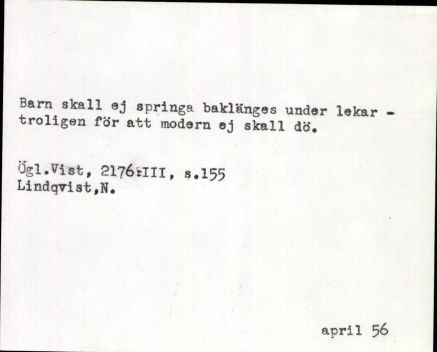 Barn skall ej springa baklänges under lekar -
troligen för att modern ej skall dö.
Ögl.Vist, 2176:III, s.155
Lindqvist,N.
april 56